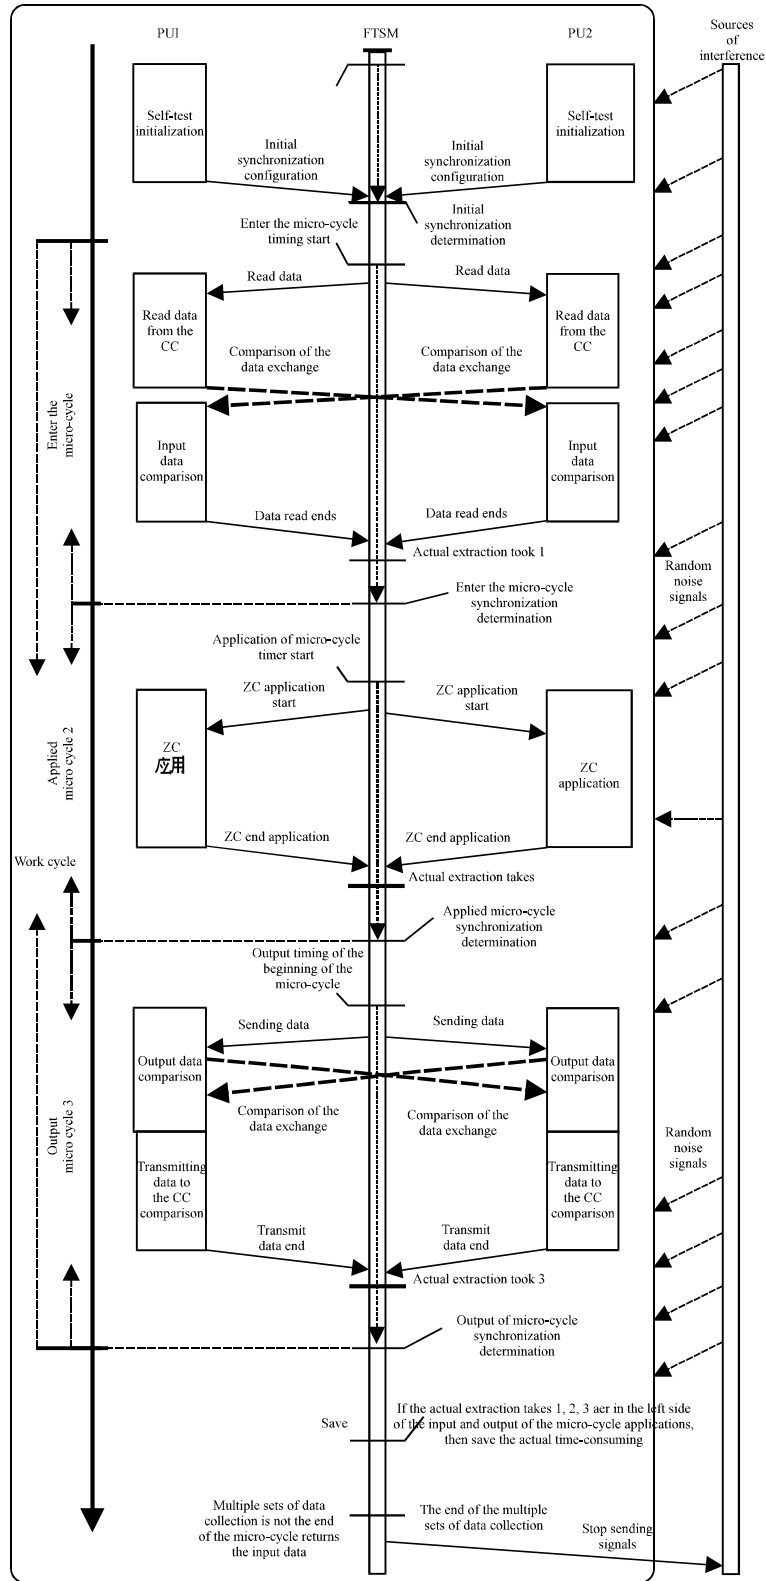 PUI
FTSM
PU2
Sources
of
interference
Self-test
initialization
Self-test
initialization
Initial
synchronization
configuration
Initial
synchronization
configuration
Initial
synchronization
determination
Enter the micro-cycle
timing start
Read data
Read data
Read data
from the
CC
Read data
from the
CC
Comparison of the
data exchange
Comparison of the
data exchange
Enter the
micro-cycle
Input
data
comparison
Input
data
comparison
Data read ends
Data read ends
Actual extraction took 1
Random
noise
signals
Enter the micro-cycle
synchronization
determination
Application of micro-cycle
timer start
ZC application
start
ZC application
start
Applied
micro cycle 2
ZC
应用
ZC
application
ZC end application
ZC end application
Work cycle
Actual extraction takes
Applied micro-cycle
synchronization
determination
Output timing of the
beginning of the
micro-cycle
Sending data
Sending data
Output data
comparison
Output data
comparison
Comparison of the
data exchange
Comparison of the
data exchange
Output
micro cycle 3
Random
noise
signals
Transmitting
data to
the CC
comparison
Transmitting
data to
the CC
comparison
Transmit
data end
Transmit
data end
Actual extraction took 3
Output of micro-cycle
synchronization
determination
Save
If the actual extraction takes 1, 2, 3 aer in the left side
of the input and output of the micro-cycle applications,
then save the actual time-consuming
Multiple sets of data
collection is not the end
of the micro-cycle returns
the input data
The end of the multiple
sets of data collection
Stop sending
signals